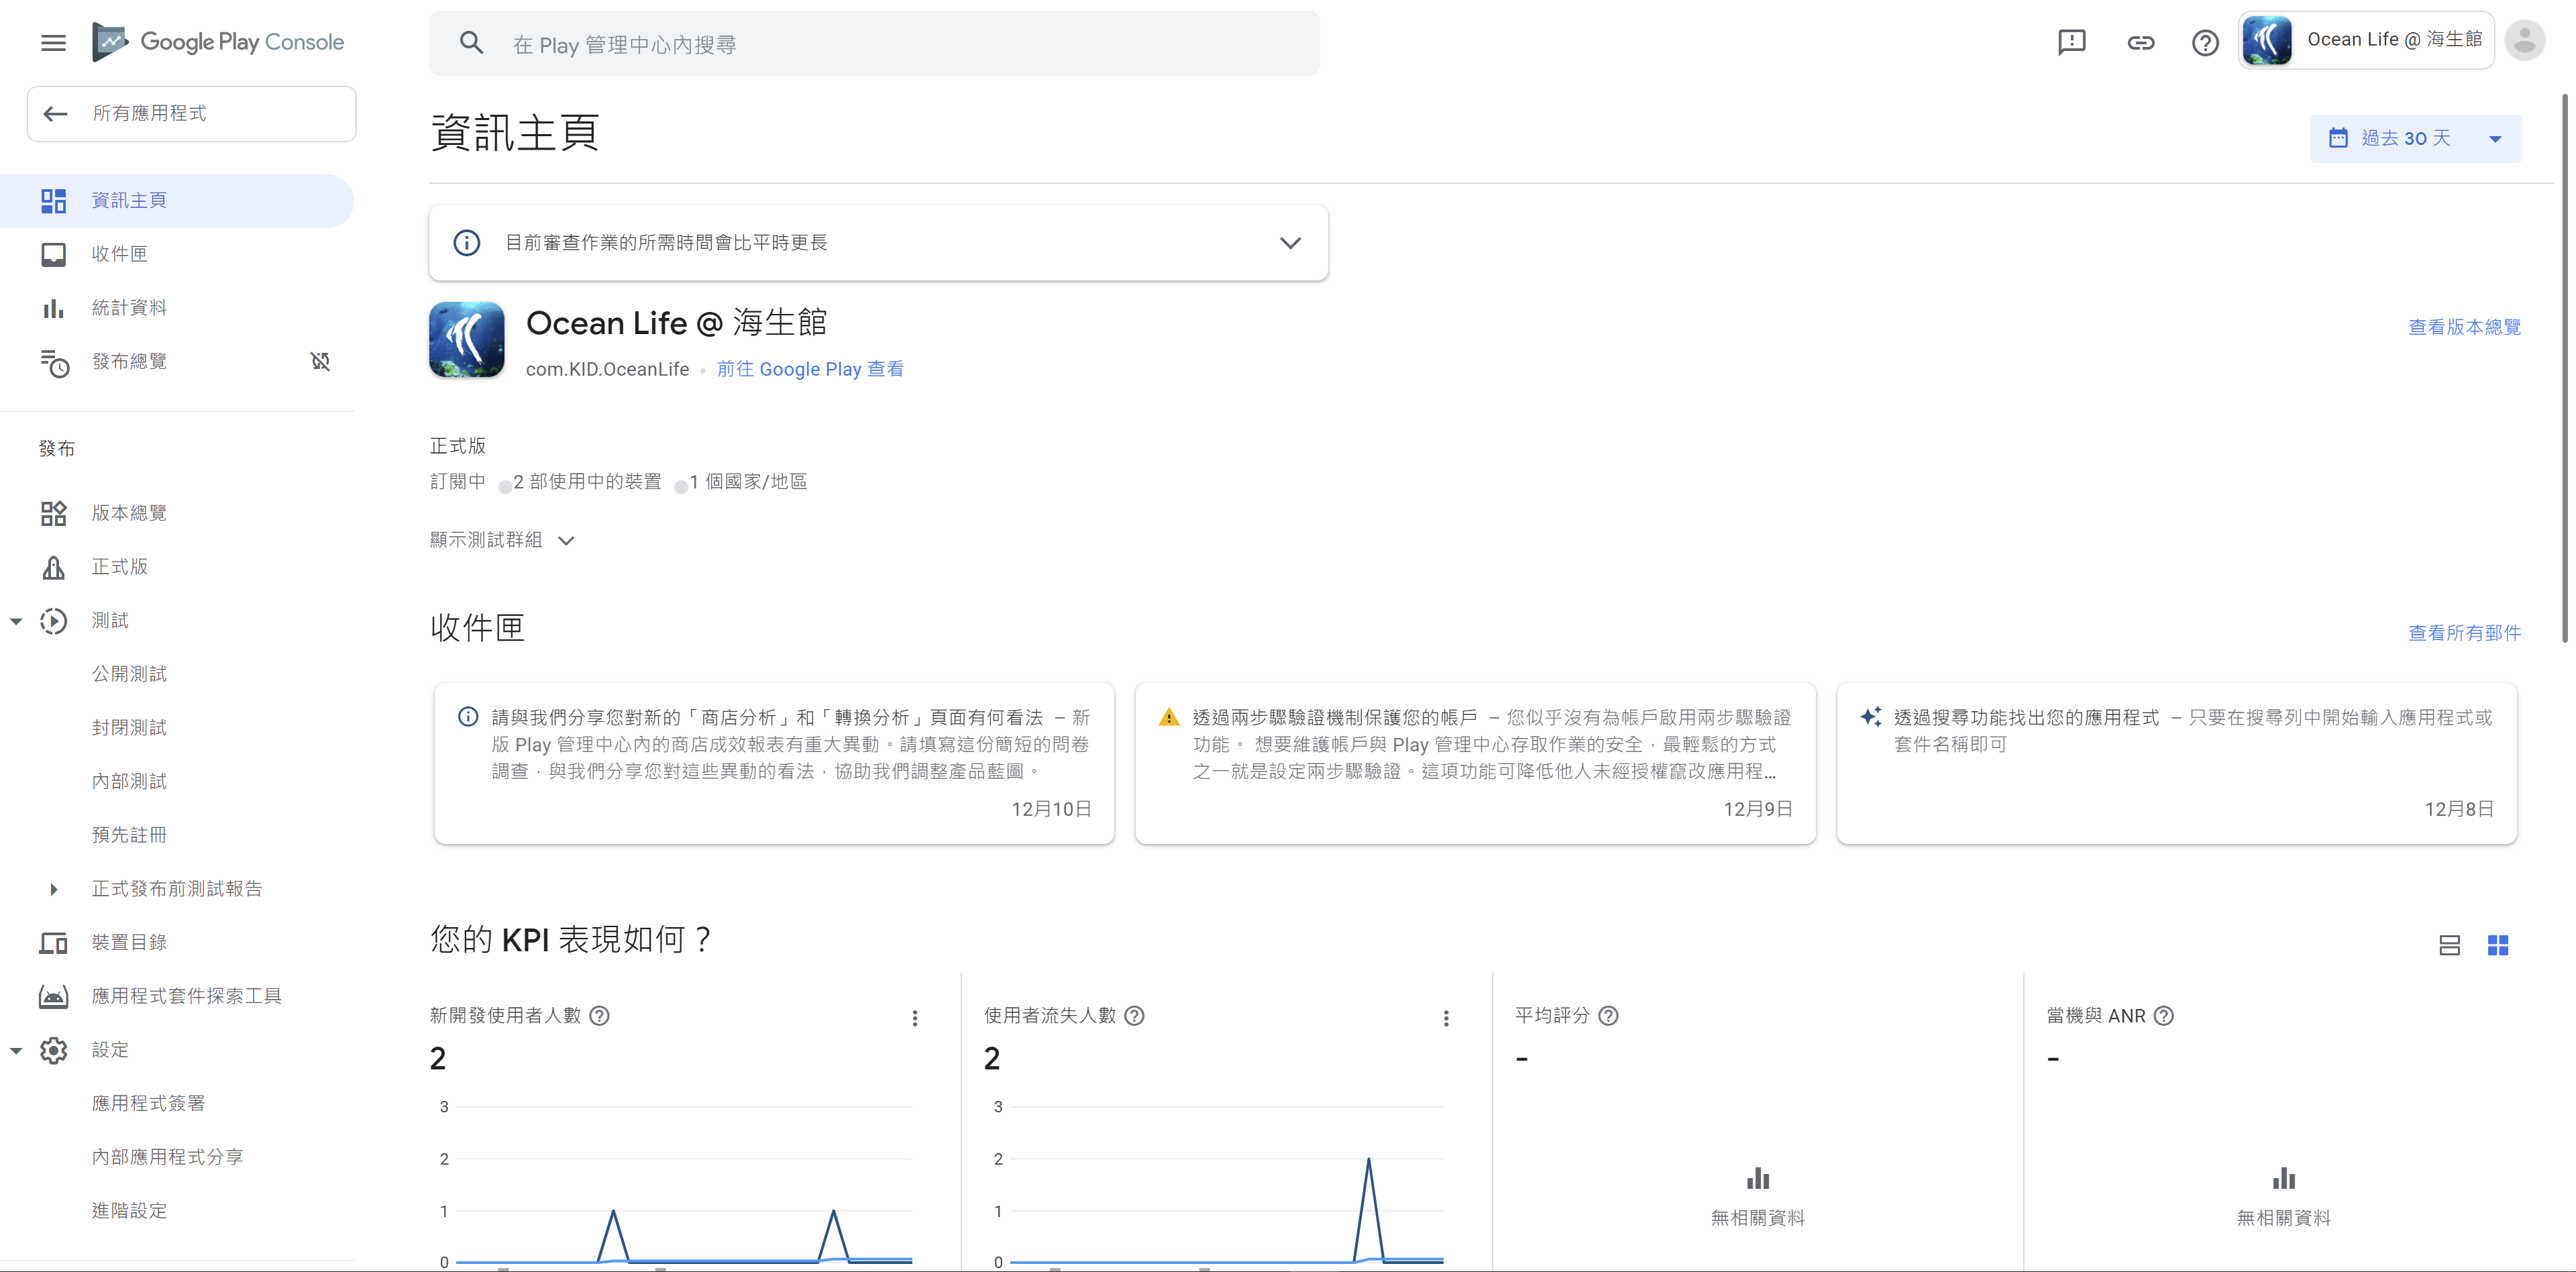 Google Play Console
在 Play 管理中心內搜尋
Ocean Life @ 海生館
所有應用程式
資訊主頁
收件匣
統計資料
發布總覽
發布
版本總覽
正式版
測試
公開測試
封閉測試
內部測試
預先註冊
正式發布前測試報告
裝置目錄
應用程式套件探索工具
設定
應用程式簽署
內部應用程式分享
進階設定
資訊主頁
過去 30 天
目前審查作業的所需時間會比平時更長
Ocean Life @ 海生館
com.KID.OceanLife • 前往 Google Play 查看
查看版本總覽
正式版
訂閱中 2 部使用中的裝置 1 個國家/地區
顯示測試群組
收件匣
查看所有郵件
請與我們分享您對新的「商店分析」和「轉換分析」頁面有何看法 – 新
版 Play 管理中心內的商店成效報表有重大異動。請填寫這份簡短的問卷
調查，與我們分享您對這些異動的看法，協助我們調整產品藍圖。
12月10日
透過兩步驟驗證機制保護您的帳戶 – 您似乎沒有為帳戶啟用兩步驟驗證
功能。 想要維護帳戶與 Play 管理中心存取作業的安全，最輕鬆的方式
之一就是設定兩步驟驗證。這項功能可降低他人未經授權竄改應用程...
12月9日
透過搜尋功能找出您的應用程式 – 只要在搜尋列中開始輸入應用程式或
套件名稱即可
12月8日
您的 KPI 表現如何？
新開發使用者人數
2
3
2
1
0
使用者流失人數
2
3
2
1
0
平均評分
-
無相關資料
當機與 ANR
-
無相關資料